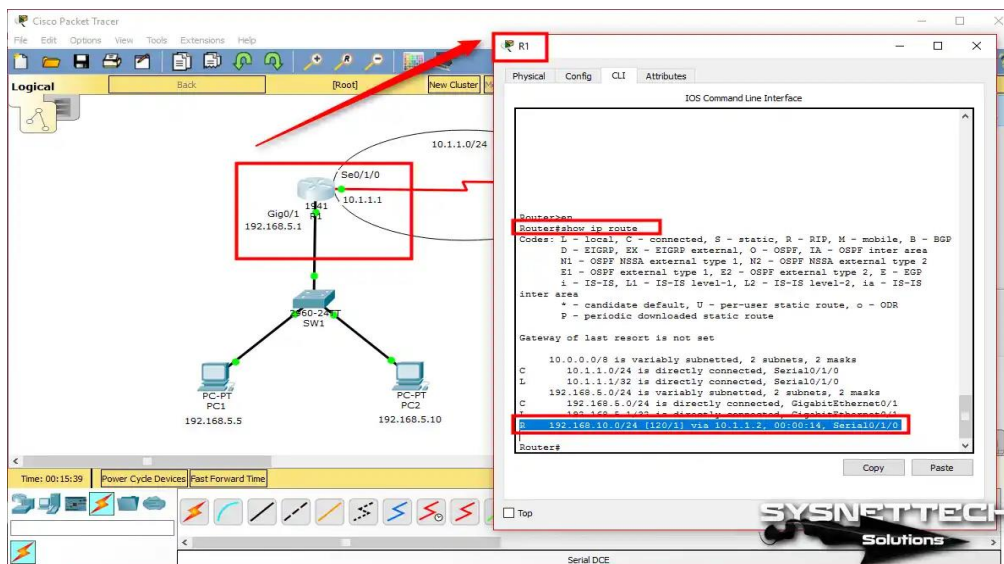 Cisco Packet Tracer
File Edit Options View Tools Extensions Help
Logical
Back
[Root]
New Cluster
10.1.1.0/24
Se0/1/0
10.1.1.1
1941
R1
Gig0/1
192.168.5.1
SW1
PC-PT
PC1
192.168.5.5
PC-PT
PC2
192.168.5.10
Time: 00:15:39
Power Cycle Devices Fast Forward Time
Serial DCE
R1
Physical Config CLI Attributes
IOS Command Line Interface
Router>en
Router#show ip route
Codes: L - local, C - connected, S - static, R - RIP, M - mobile, B - BGP
D - EIGRP, EX - EIGRP external, O - OSPF, IA - OSPF inter area
N1 - OSPF NSSA external type 1, N2 - OSPF NSSA external type 2
E1 - OSPF external type 1, E2 - OSPF external type 2, E - EGP
i - IS-IS, L1 - IS-IS level-1, L2 - IS-IS level-2, ia - IS-IS
inter area
* - candidate default, U - per-user static route, o - ODR
P - periodic downloaded static route
Gateway of last resort is not set
10.0.0.0/8 is variably subnetted, 2 subnets, 2 masks
C 10.1.1.0/24 is directly connected, Serial0/1/0
L 10.1.1.1/32 is directly connected, Serial0/1/0
192.168.5.0/24 is variably subnetted, 2 subnets, 2 masks
C 192.168.5.0/24 is directly connected, GigabitEthernet0/1
L 192.168.5.1/32 is directly connected, GigabitEthernet0/1
R 192.168.10.0/24 [120/1] via 10.1.1.2, 00:00:14, Serial0/1/0
Router#
Copy Paste
Top
SYSNETTECH
Solutions